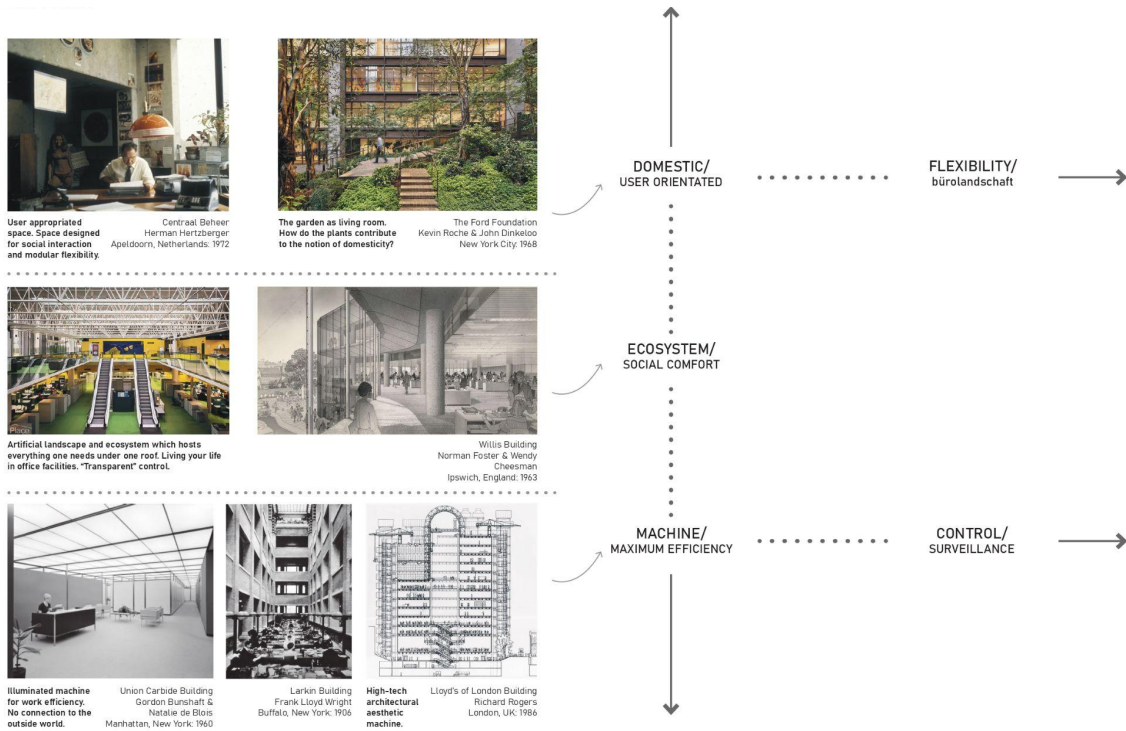 User appropriated
space. Space designed
for social interaction
and modular flexibility.
Centraal Beheer
Herman Hertzberger
Apeldoorn, Netherlands: 1972
The garden as living room.
How do the plants contribute
to the notion of domesticity?
The Ford Foundation
Kevin Roche & John Dinkeloo
New York City: 1968
DOMESTIC/
USER ORIENTATED
FLEXIBILITY/
bürolandschaft
Place
Artificial landscape and ecosystem which hosts
everything one needs under one roof. Living your life
in office facilities. "Transparent" control.
Willis Building
Norman Foster & Wendy
Cheesman
Ipswich, England: 1963
ECOSYSTEM/
SOCIAL COMFORT
Illuminated machine
for work efficiency.
No connection to the
outside world.
Union Carbide Building
Gordon Bunshaft &
Natalie de Blois
Manhattan, New York: 1960
Larkin Building
Frank Lloyd Wright
Buffalo, New York: 1906
High-tech
architectural
aesthetic
machine.
Lloyd's of London Building
Richard Rogers
London, UK: 1986
MACHINE/
MAXIMUM EFFICIENCY
CONTROL/
SURVEILLANCE